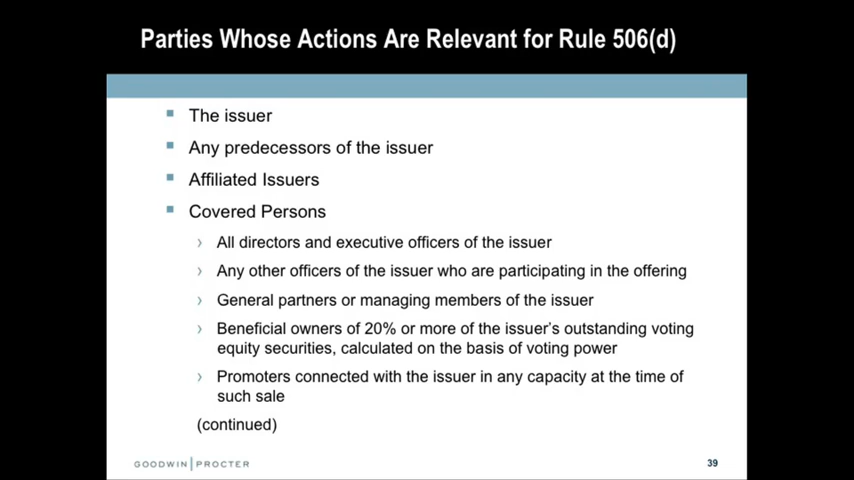 Parties Whose Actions Are Relevant for Rule 506(d)
The issuer
Any predecessors of the issuer
Affiliated Issuers
Covered Persons
All directors and executive officers of the issuer
Any other officers of the issuer who are participating in the offering
General partners or managing members of the issuer
Beneficial owners of 20% or more of the issuer's outstanding voting
equity securities, calculated on the basis of voting power
Promoters connected with the issuer in any capacity at the time of
such sale
(continued)
GOODWIN|PROCTER
39